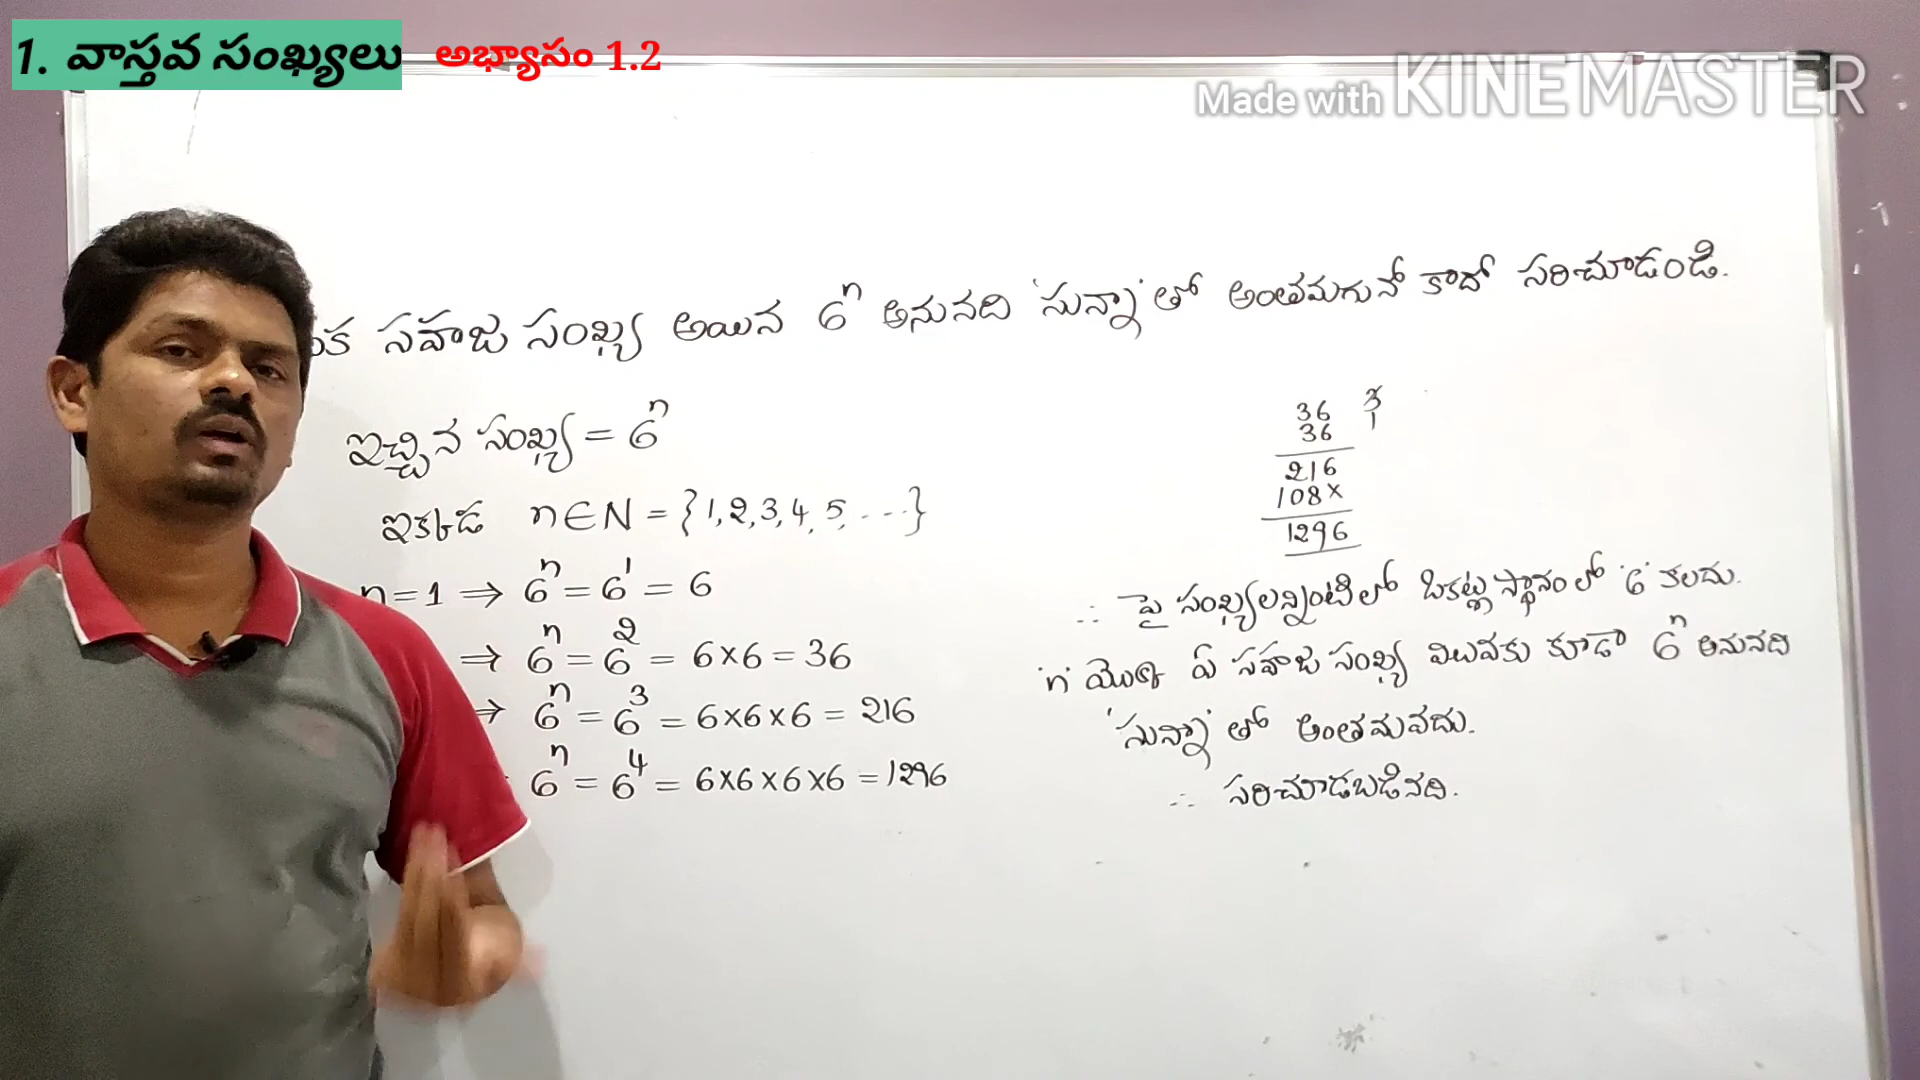 1. వాస్తవ సంఖ్యలు అభ్యాసం 1.2
Made with KINEMASTER
సహజ సంఖ్య అయిన 6ⁿ అనునది 'సున్నా' తో అంతమగునో కాదో సరిచూడండి.
ఇచ్చిన సంఖ్య = 6ⁿ
ఇక్కడ n∈N = {1, 2, 3, 4, 5, ....}
n=1 ⇒ 6ⁿ = 6¹ = 6
⇒ 6ⁿ = 6² = 6×6 = 36
⇒ 6ⁿ = 6³ = 6×6×6 = 216
6ⁿ = 6⁴ = 6×6×6×6 = 1296
36
36
216
108×
1296
∴ పై సంఖ్యలన్నింటిలో ఒకట్ల స్థానంలో '6' కలదు.
'n' యొక్క ఏ సహజ సంఖ్య విలువకు కూడా 6ⁿ అనునది
'సున్నా' తో అంతమవదు.
∴ సరిచూడబడినది.